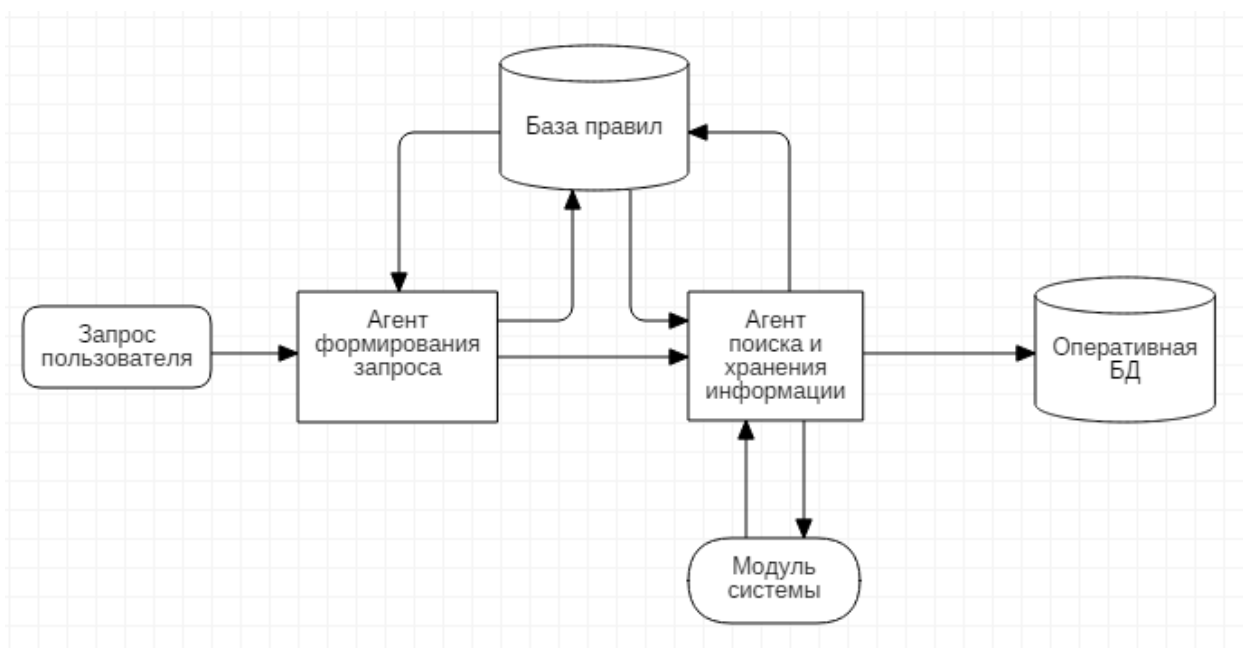 База правил
Запрос
пользователя
Агент
формирования
запроса
Агент
поиска и
хранения
информации
Оперативная
БД
Модуль
системы